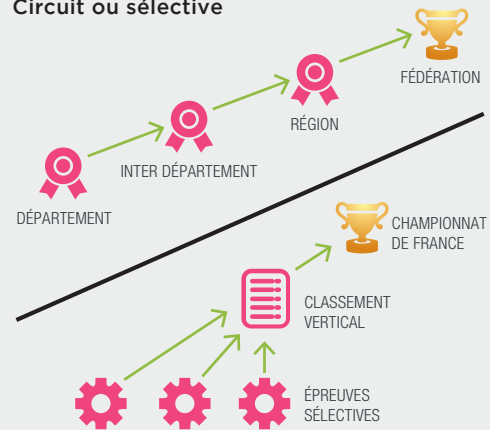 Circuit ou sélective
FÉDÉRATION
RÉGION
INTER DÉPARTEMENT
DÉPARTEMENT
CHAMPIONNAT
DE FRANCE
CLASSEMENT
VERTICAL
ÉPREUVES
SÉLECTIVES